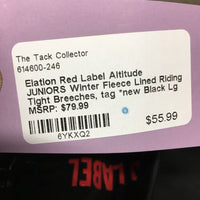 The Tack Collector
614600-246
Elation Red Label Altitude
JUNIORS Winter Fleece Lined Riding
Tight Breeches, tag *new Black Lg
MSRP: $79.99
6YKXQ2
$55.99
LABEL